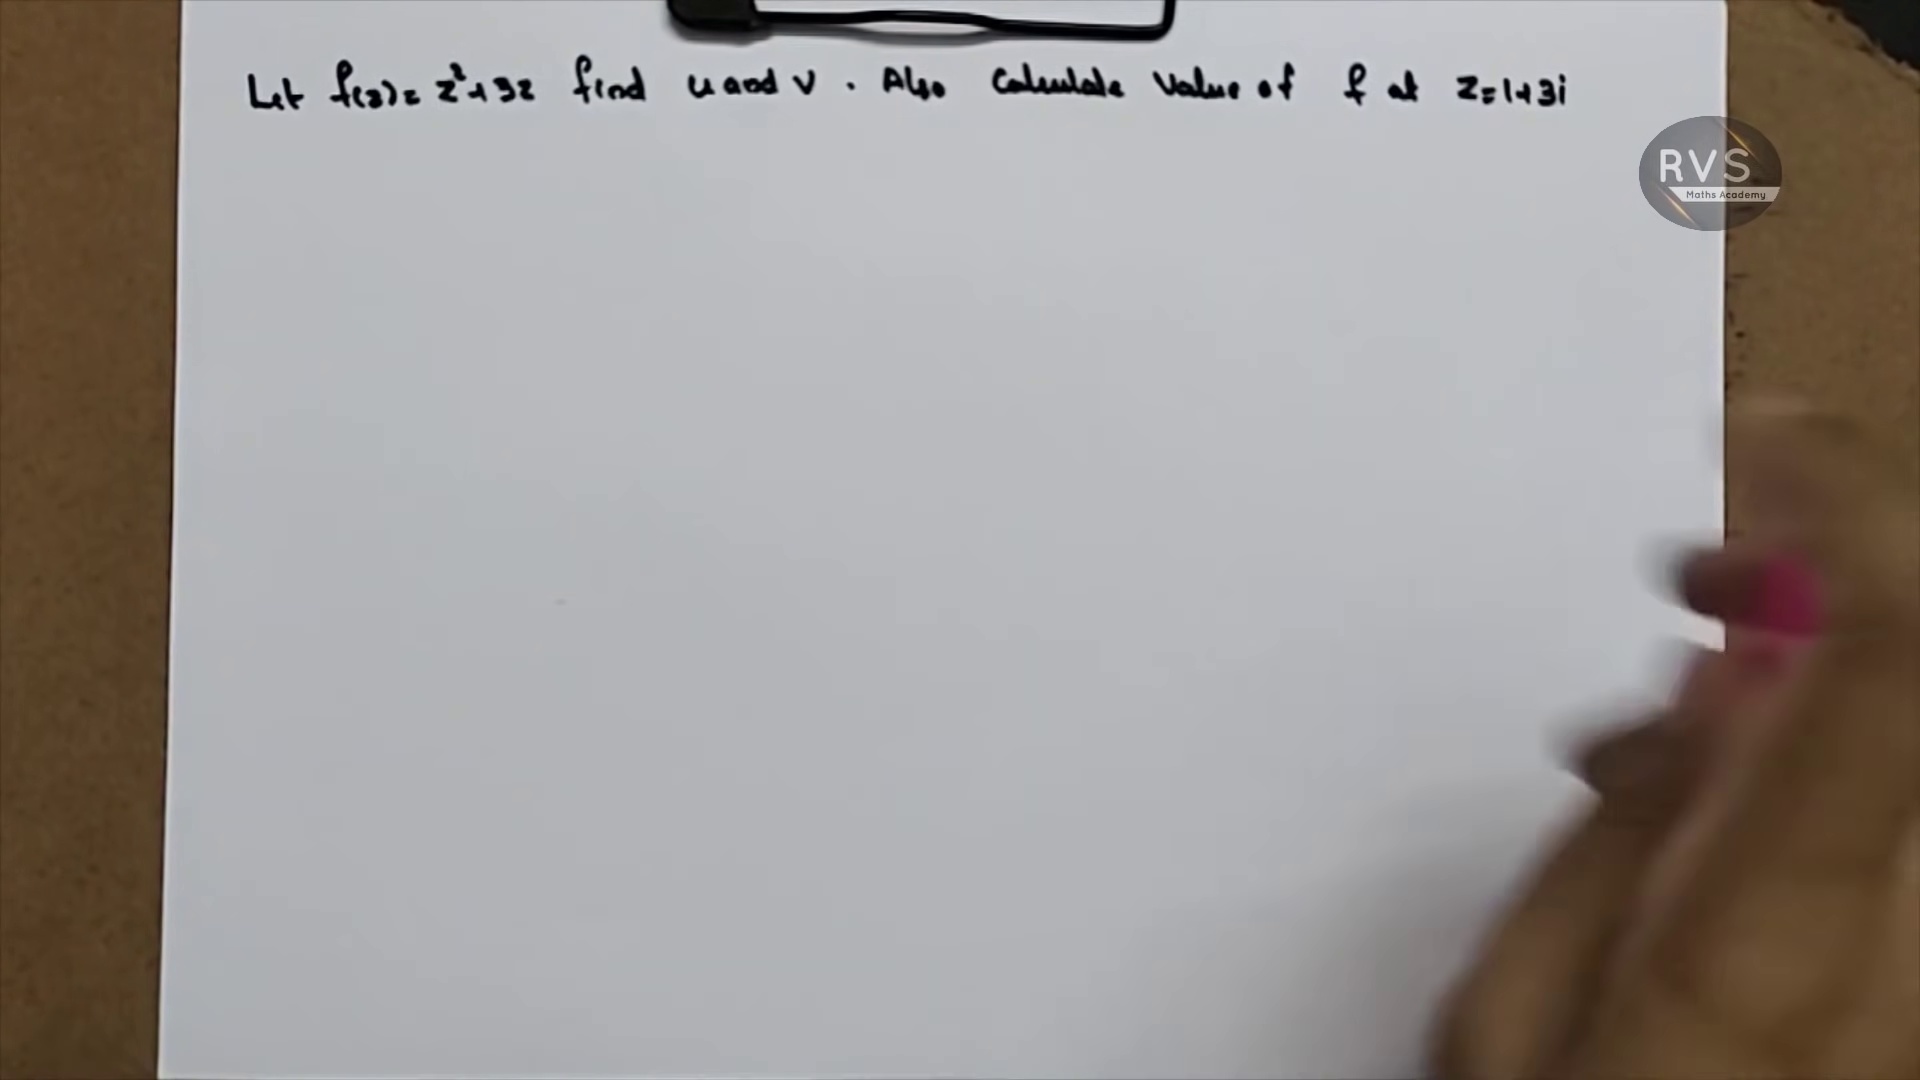 Let f(z)= z²+3z find u and v. Also Calculate Value of f at z=1+3i
RVS
Maths Academy